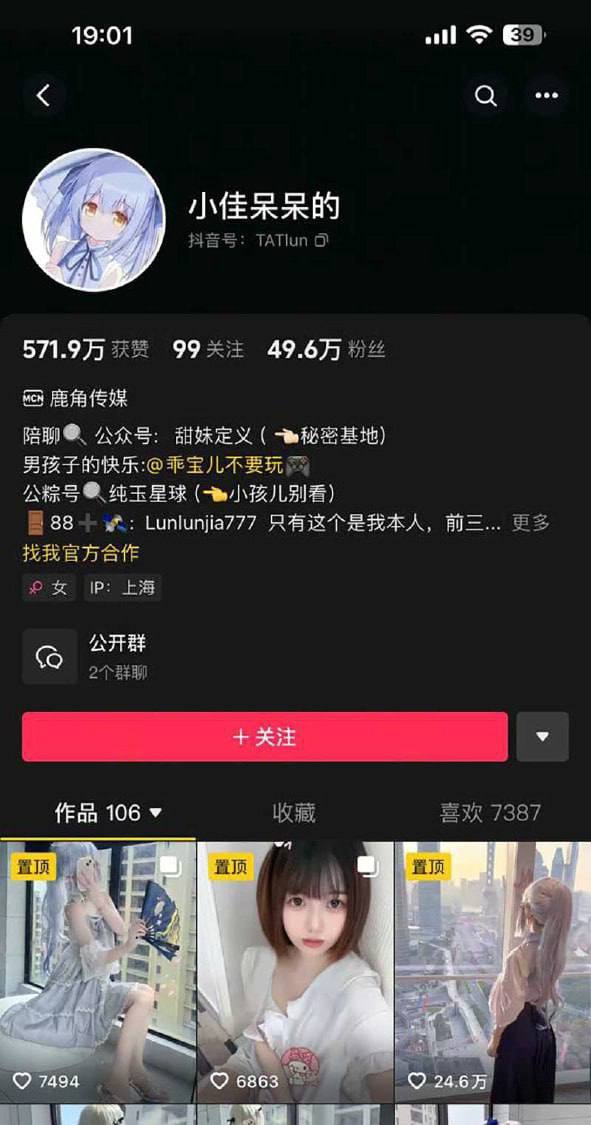 19:01
39
小佳呆呆的
抖音号：TATlun
571.9万 获赞 99 关注 49.6万 粉丝
MCN 鹿角传媒
陪聊🔍 公众号： 甜妹定义 ( 👈🏻秘密基地)
男孩子的快乐:@乖宝儿不要玩🎮
公粽号🔍纯玉星球 (👈小孩儿别看)
🚪88➕🛰️：Lunlunjia777 只有这个是我本人，前三... 更多
找我官方合作
女 IP：上海
公开群
2个群聊
＋关注
作品 106 收藏 喜欢 7387
置顶 置顶 置顶
7494 6863 24.6万